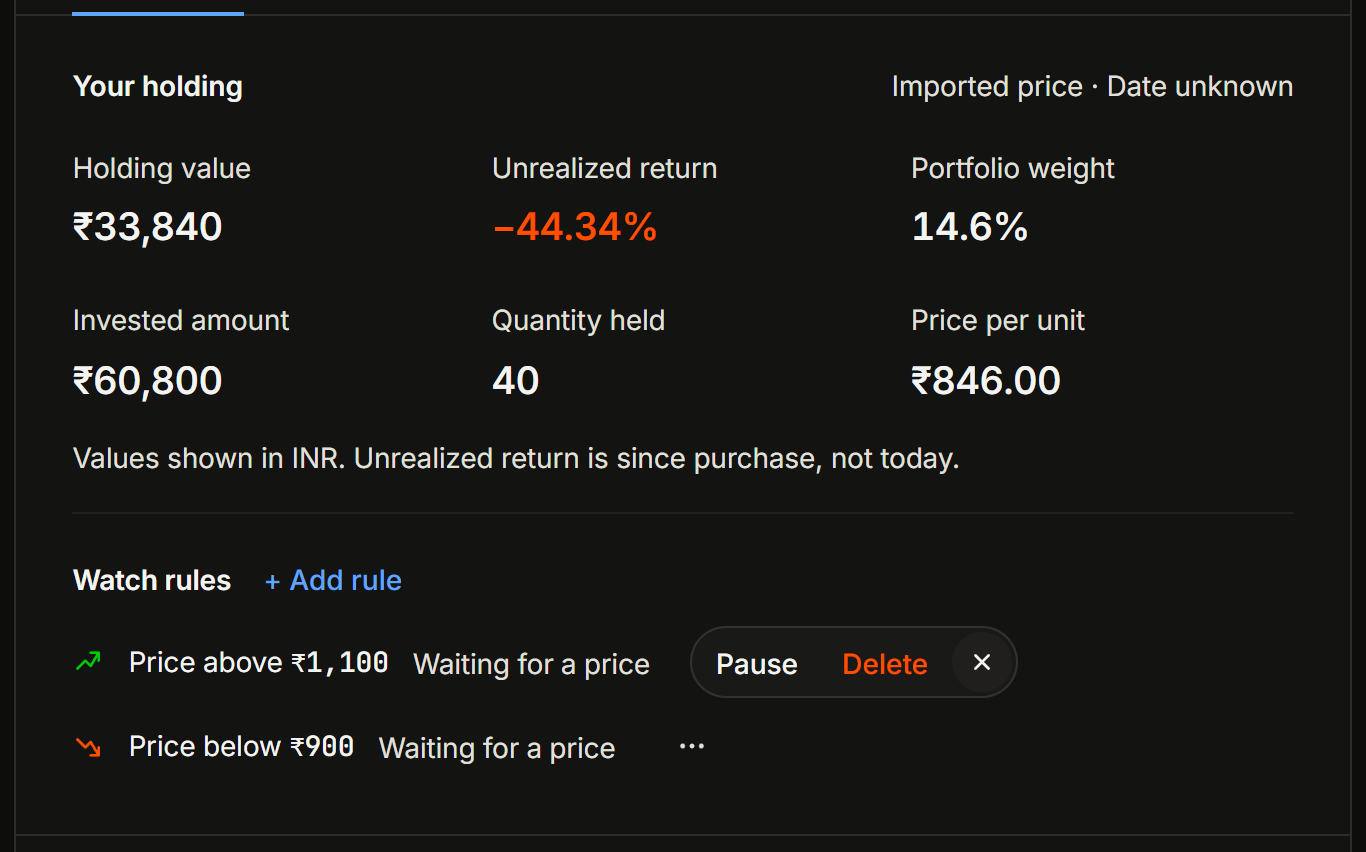 Your holding Imported price · Date unknown
Holding value Unrealized return Portfolio weight
₹33,840 −44.34% 14.6%
Invested amount Quantity held Price per unit
₹60,800 40 ₹846.00
Values shown in INR. Unrealized return is since purchase, not today.
Watch rules + Add rule
Price above ₹1,100 Waiting for a price Pause Delete ×
Price below ₹900 Waiting for a price ···